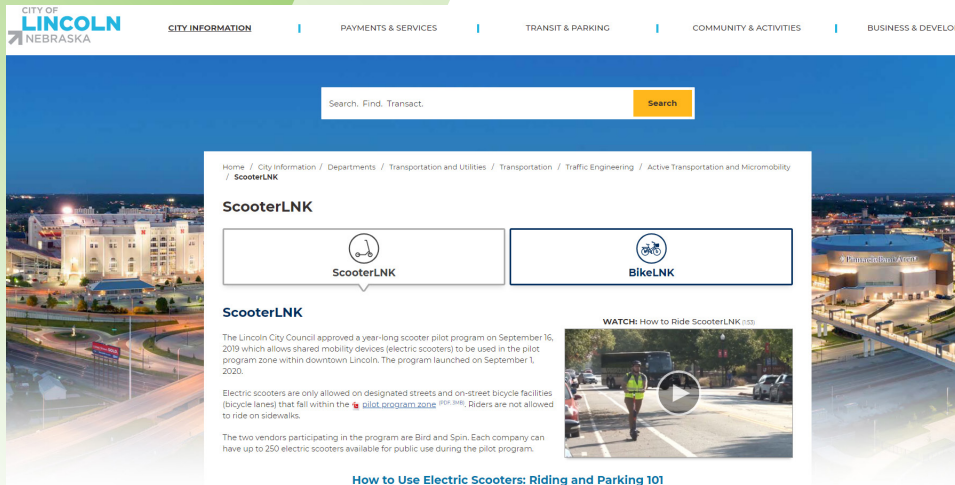 CITY OF
LINCOLN
NEBRASKA
CITY INFORMATION
PAYMENTS & SERVICES
TRANSIT & PARKING
COMMUNITY & ACTIVITIES
BUSINESS & DEVELO
Search. Find. Transact.
Search
Home / City Information / Departments / Transportation and Utilities / Transportation / Traffic Engineering / Active Transportation and Micromobility
/ ScooterLNK
ScooterLNK
ScooterLNK
BikeLNK
ScooterLNK
The Lincoln City Council approved a year-long scooter pilot program on September 16,
2019 which allows shared mobility devices (electric scooters) to be used in the pilot
program zone within downtown Lincoln. The program launched on September 1,
2020.
Electric scooters are only allowed on designated streets and on-street bicycle facilities
(bicycle lanes) that fall within the pilot program zone (PDF, 3MB). Riders are not allowed
to ride on sidewalks.
The two vendors participating in the program are Bird and Spin. Each company can
have up to 250 electric scooters available for public use during the pilot program.
WATCH: How to Ride ScooterLNK (1:53)
How to Use Electric Scooters: Riding and Parking 101